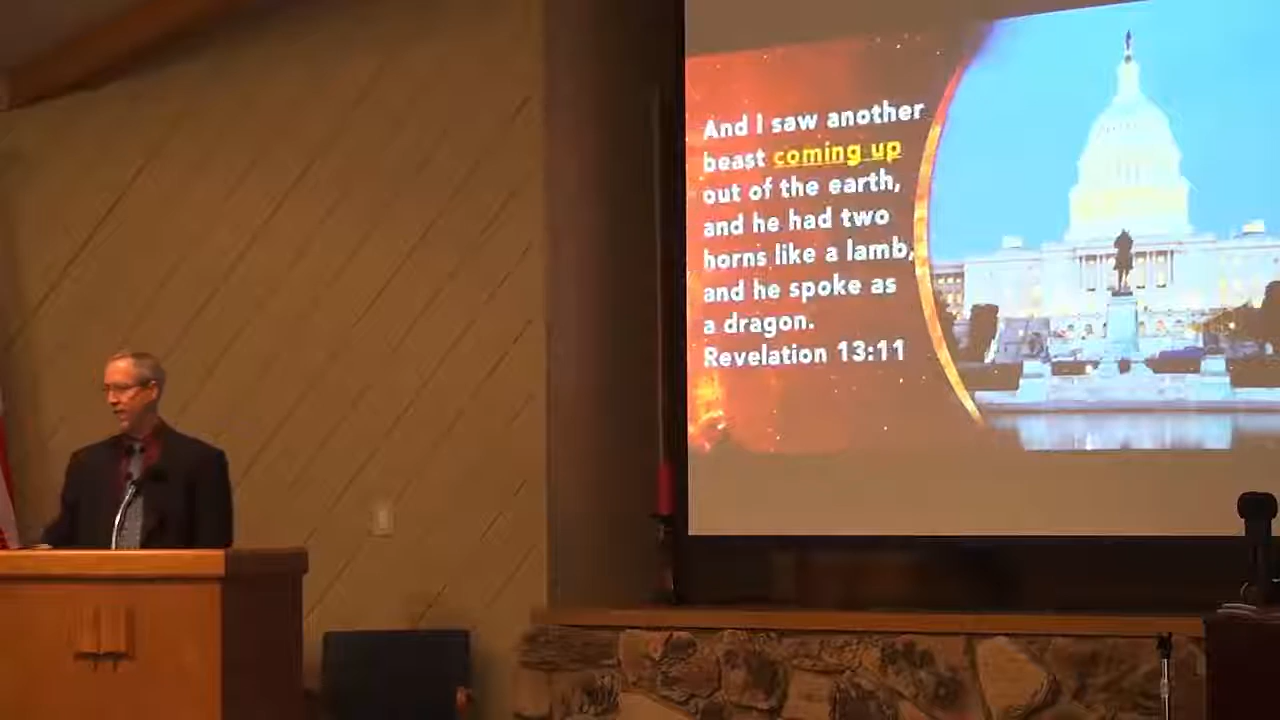 And I saw another
beast coming up
out of the earth,
and he had two
horns like a lamb,
and he spoke as
a dragon.
Revelation 13:11